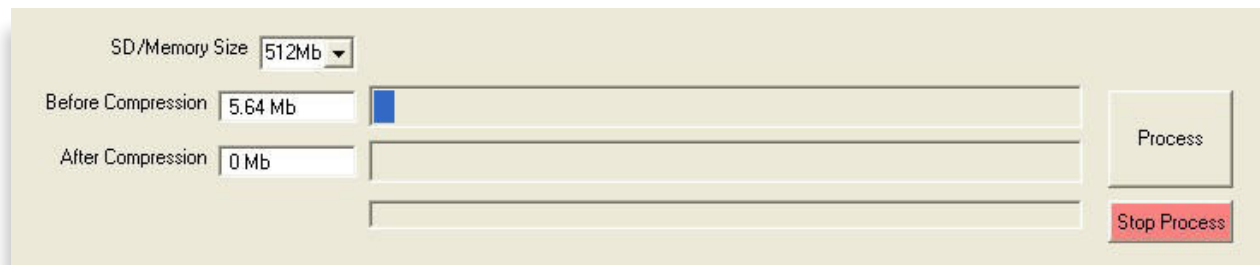 SD/Memory Size 512Mb
Before Compression 5.64 Mb
Process
After Compression 0 Mb
Stop Process